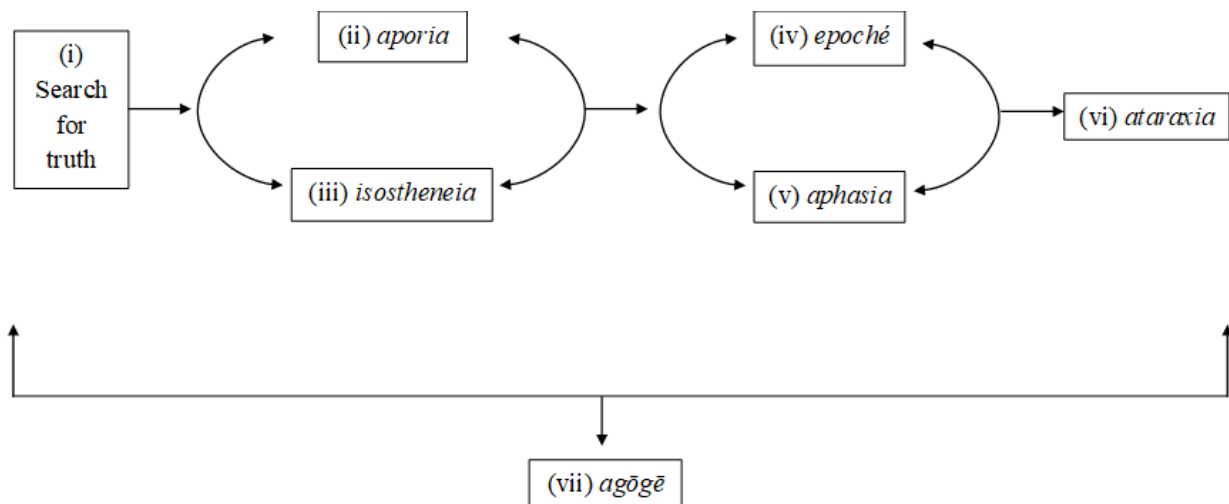 (i)
Search
for
truth
(ii) aporia
(iii) isostheneia
(iv) epoché
(v) aphasia
(vi) ataraxia
(vii) agōgē